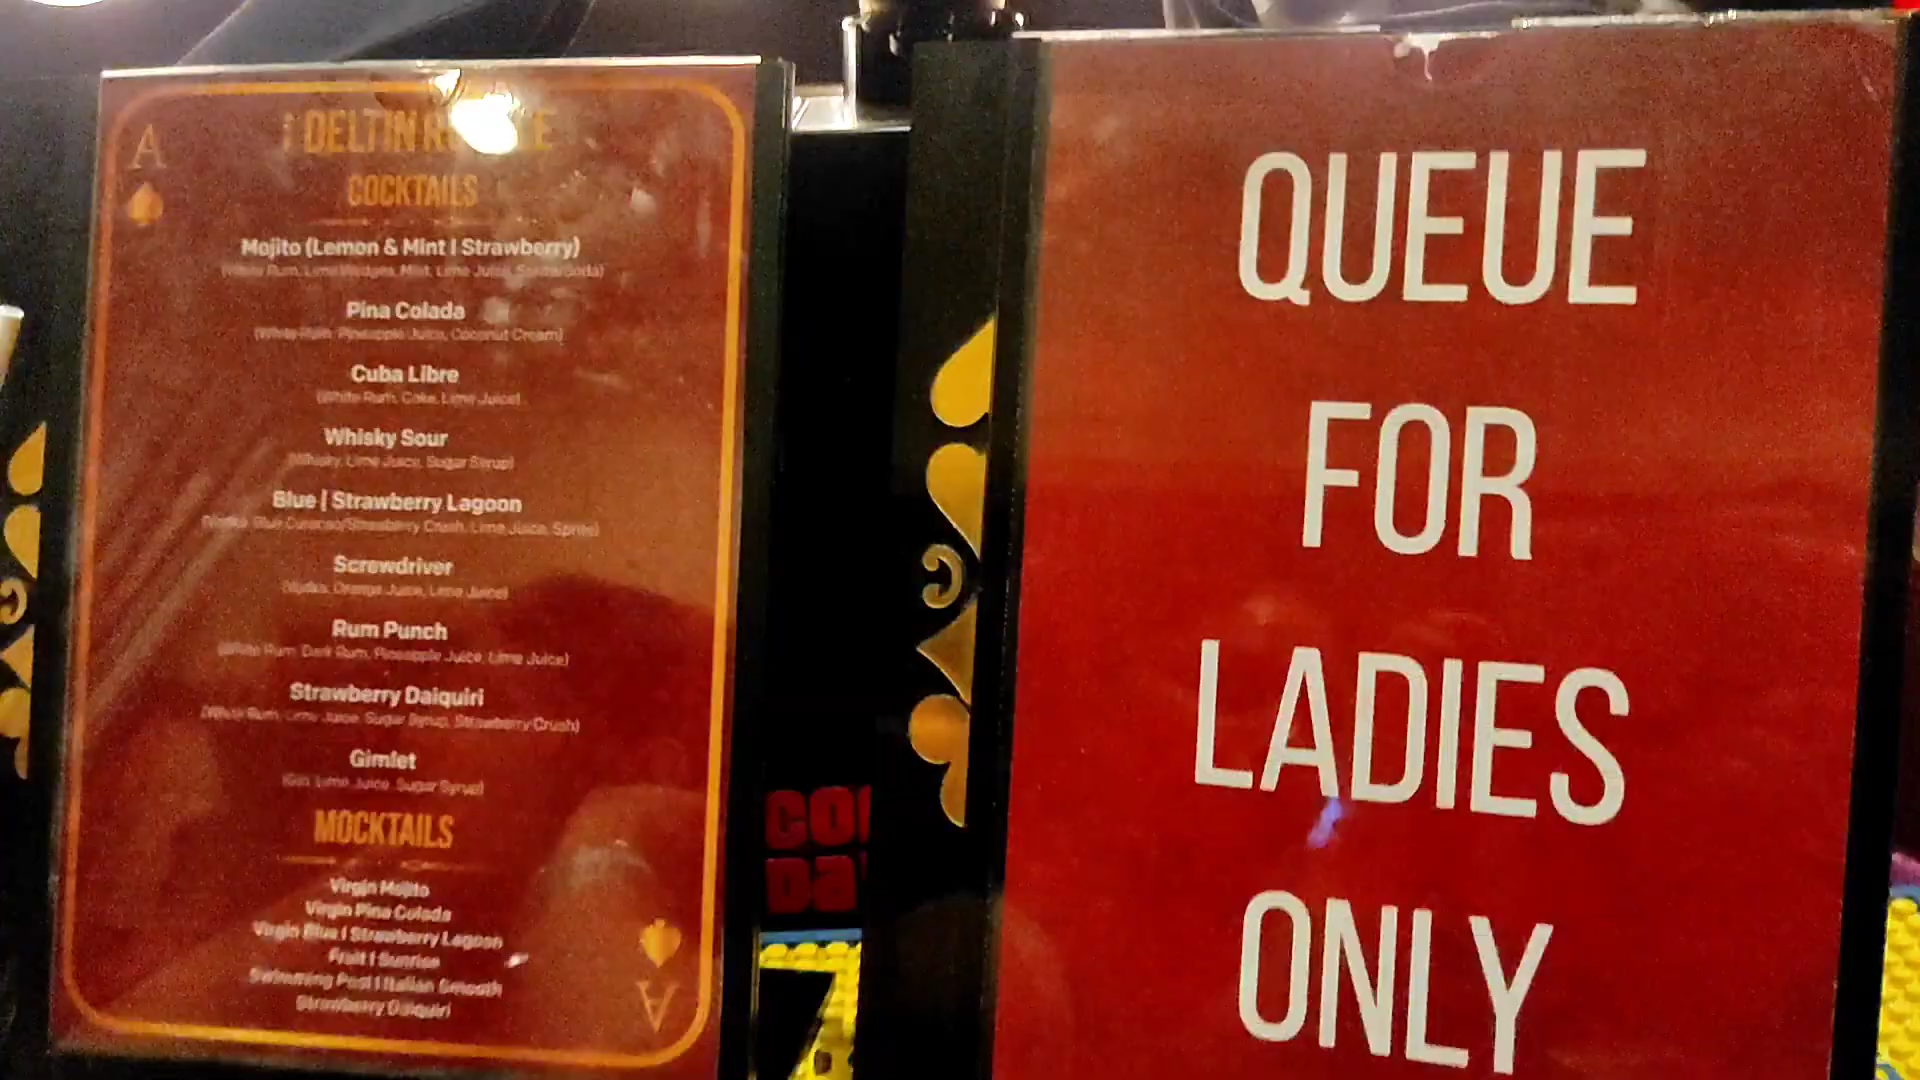 A
DELTIN
COCKTAILS
Mojito (Lemon & Mint | Strawberry)
(White Rum, Lime Wedges, Mint, Lime Juice, Soda)
Pina Colada
(White Rum, Pineapple Juice, Coconut Cream)
Cuba Libre
(White Rum, Coke, Lime Juice)
Whisky Sour
(Whisky, Lime Juice, Sugar Syrup)
Blue | Strawberry Lagoon
(Vodka, Blue Curacao/Strawberry Crush, Lime Juice, Sprite)
Screwdriver
(Vodka, Orange Juice, Lime Juice)
Rum Punch
(White Rum, Dark Rum, Pineapple Juice, Lime Juice)
Strawberry Daiquiri
(White Rum, Lime Juice, Sugar Syrup, Strawberry Crush)
Gimlet
(Gin, Lime Juice, Sugar Syrup)
MOCKTAILS
Virgin Mojito
Virgin Pina Colada
Virgin Blue | Strawberry Lagoon
Fruit | Sunrise
Swimming Pool | Italian Smooth
Strawberry Daiquiri
A
QUEUE
FOR
LADIES
ONLY